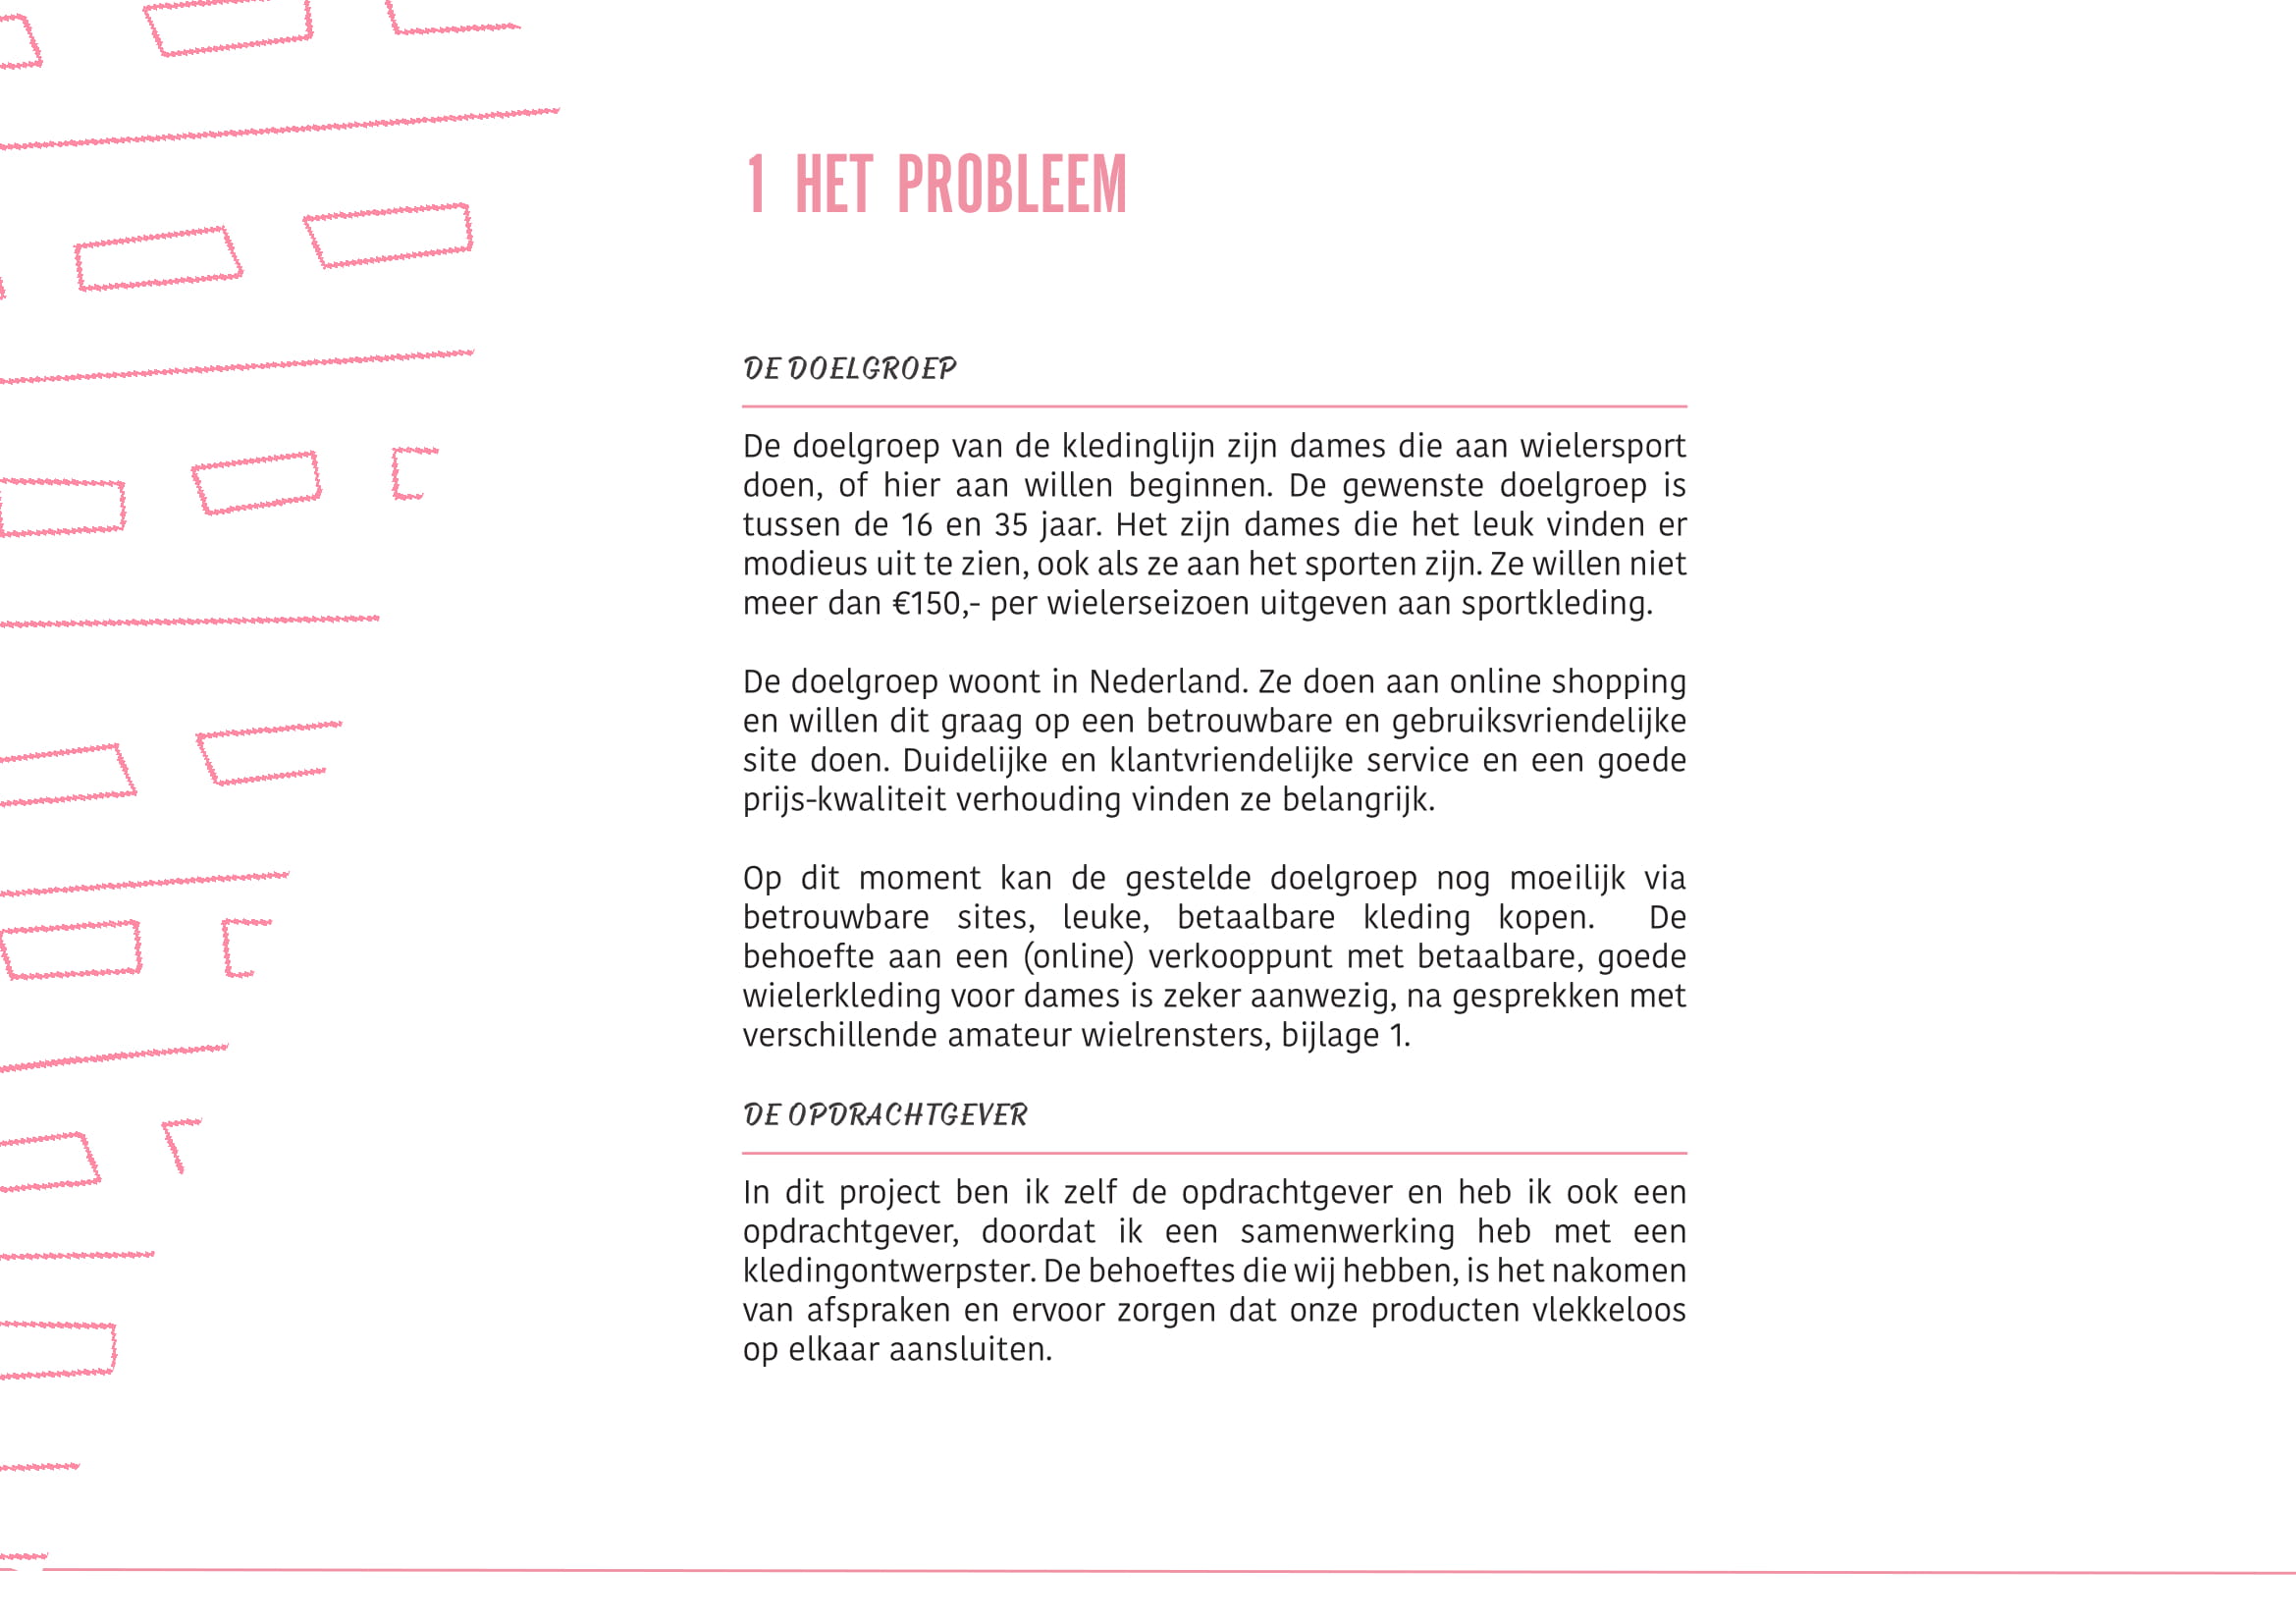 1 HET PROBLEEM
DE DOELGROEP
De doelgroep van de kledinglijn zijn dames die aan wielersport
doen, of hier aan willen beginnen. De gewenste doelgroep is
tussen de 16 en 35 jaar. Het zijn dames die het leuk vinden er
modieus uit te zien, ook als ze aan het sporten zijn. Ze willen niet
meer dan €150,- per wielerseizoen uitgeven aan sportkleding.
De doelgroep woont in Nederland. Ze doen aan online shopping
en willen dit graag op een betrouwbare en gebruiksvriendelijke
site doen. Duidelijke en klantvriendelijke service en een goede
prijs-kwaliteit verhouding vinden ze belangrijk.
Op dit moment kan de gestelde doelgroep nog moeilijk via
betrouwbare sites, leuke, betaalbare kleding kopen. De
behoefte aan een (online) verkooppunt met betaalbare, goede
wielerkleding voor dames is zeker aanwezig, na gesprekken met
verschillende amateur wielrensters, bijlage 1.
DE OPDRACHTGEVER
In dit project ben ik zelf de opdrachtgever en heb ik ook een
opdrachtgever, doordat ik een samenwerking heb met een
kledingontwerpster. De behoeftes die wij hebben, is het nakomen
van afspraken en ervoor zorgen dat onze producten vlekkeloos
op elkaar aansluiten.